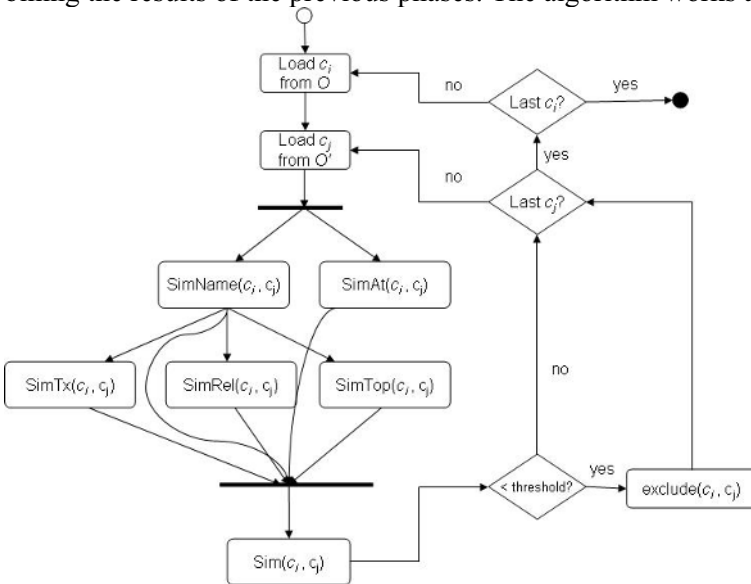 the results of the previous phases. The algorithm works
Load cᵢ
from O
no
Last cᵢ?
yes
Load cⱼ
from O'
yes
no
Last cⱼ?
SimName(cᵢ, cⱼ)
SimAt(cᵢ, cⱼ)
SimTx(cᵢ, cⱼ)
SimRel(cᵢ, cⱼ)
SimTop(cᵢ, cⱼ)
no
< threshold?
yes
exclude(cᵢ, cⱼ)
Sim(cᵢ, cⱼ)